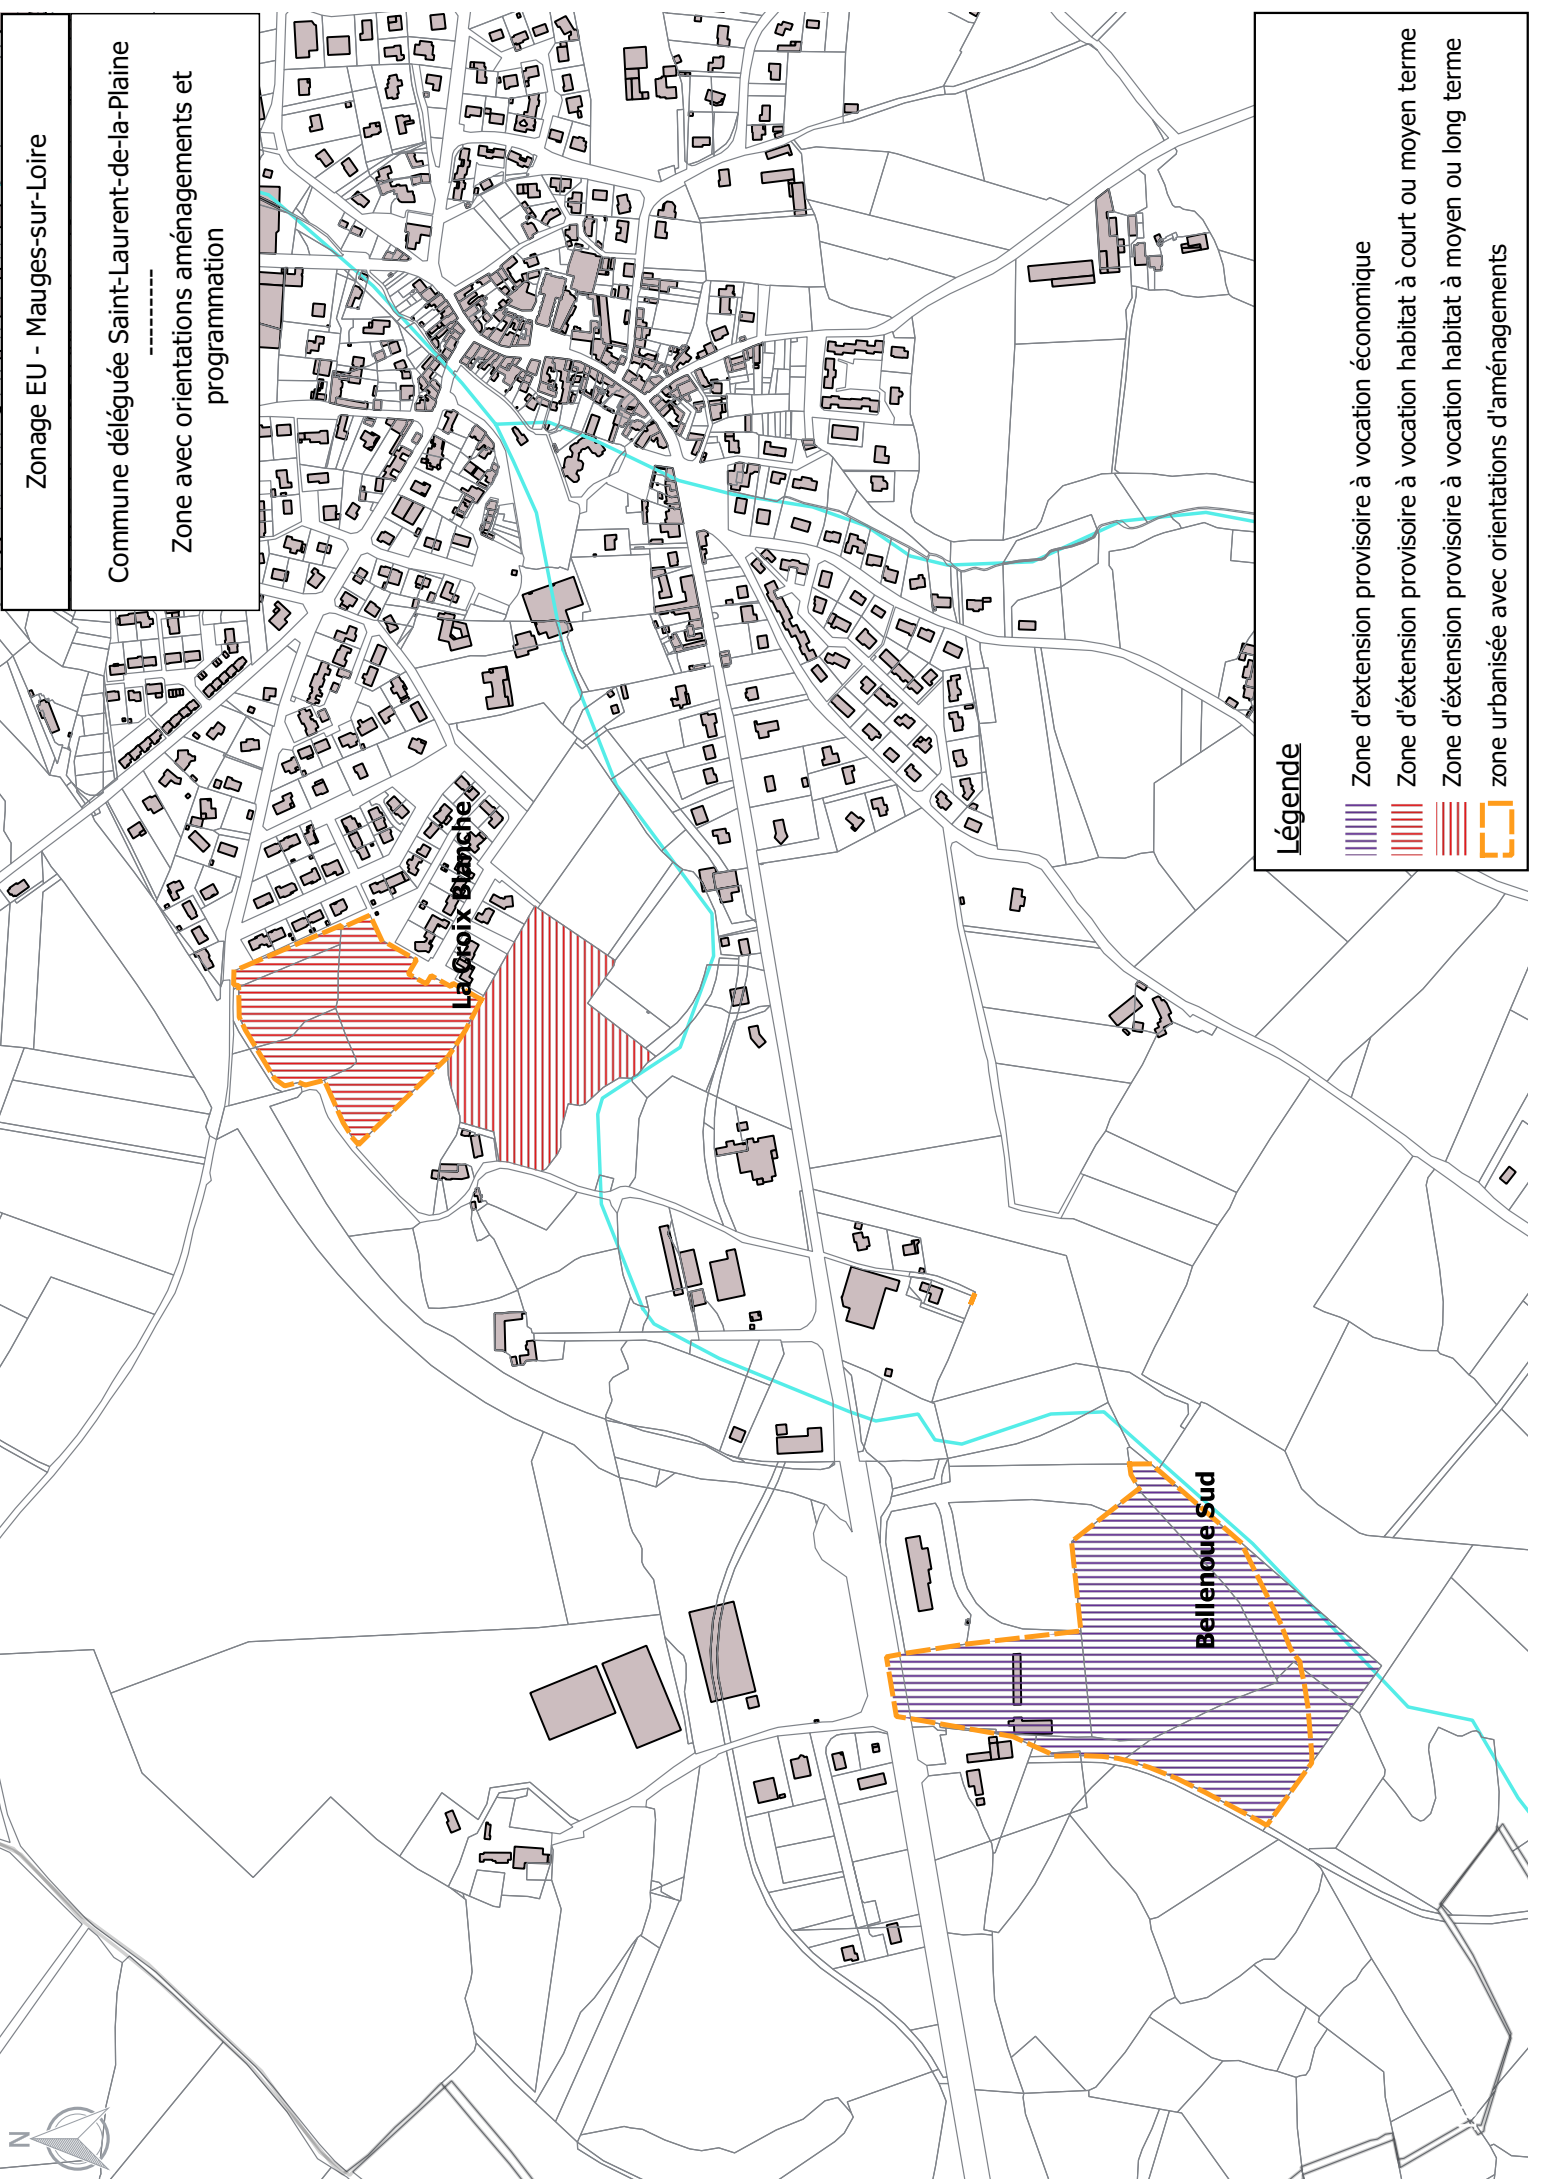 Zonage EU - Mauges-sur-Loire
Commune déléguée Saint-Laurent-de-la-Plaine
----------
Zone avec orientations aménagements et
programmation
La Croix Blanche
Bellenoue Sud
N
Légende
Zone d'extension provisoire à vocation économique
Zone d'éxtension provisoire à vocation habitat à court ou moyen terme
Zone d'éxtension provisoire à vocation habitat à moyen ou long terme
zone urbanisée avec orientations d'aménagements